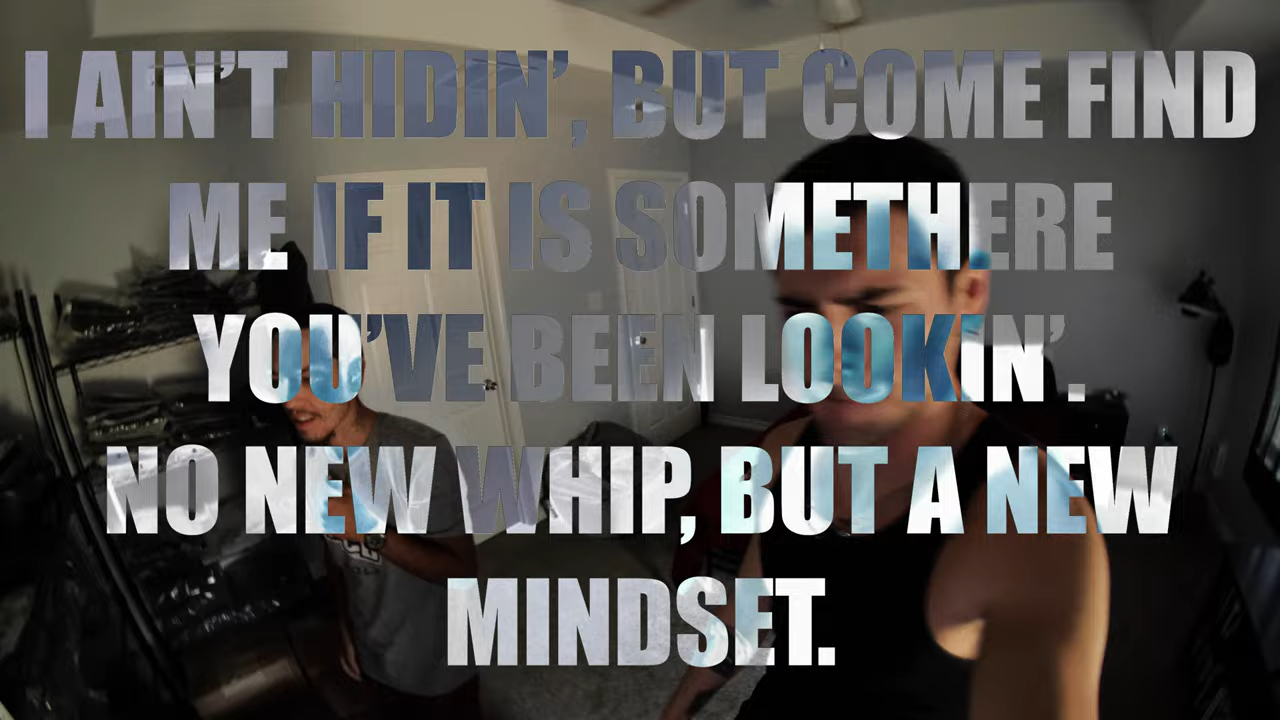 I AIN'T HIDIN', BUT COME FIND
ME IF IT IS SOMETHERE
YOU'VE BEEN LOOKIN'.
NO NEW WHIP, BUT A NEW
MINDSET.